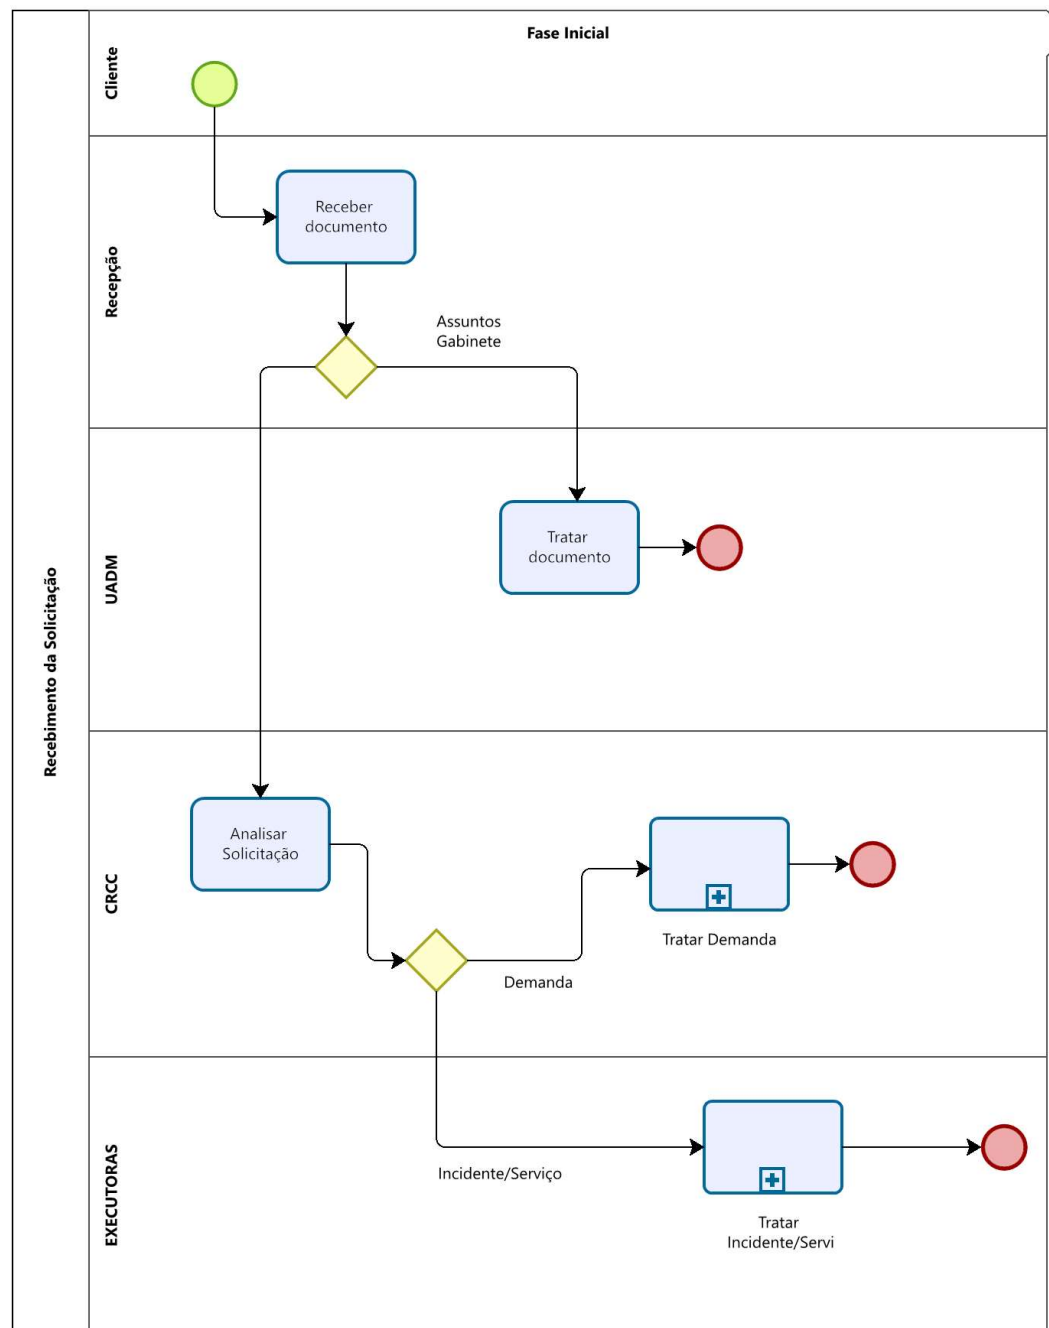 Fase Inicial
Recebimento da Solicitação
Cliente
Recepção
Receber
documento
Assuntos
Gabinete
UADM
Tratar
documento
CRCC
Analisar
Solicitação
Tratar Demanda
Demanda
EXECUTORAS
Incidente/Serviço
Tratar
Incidente/Servi